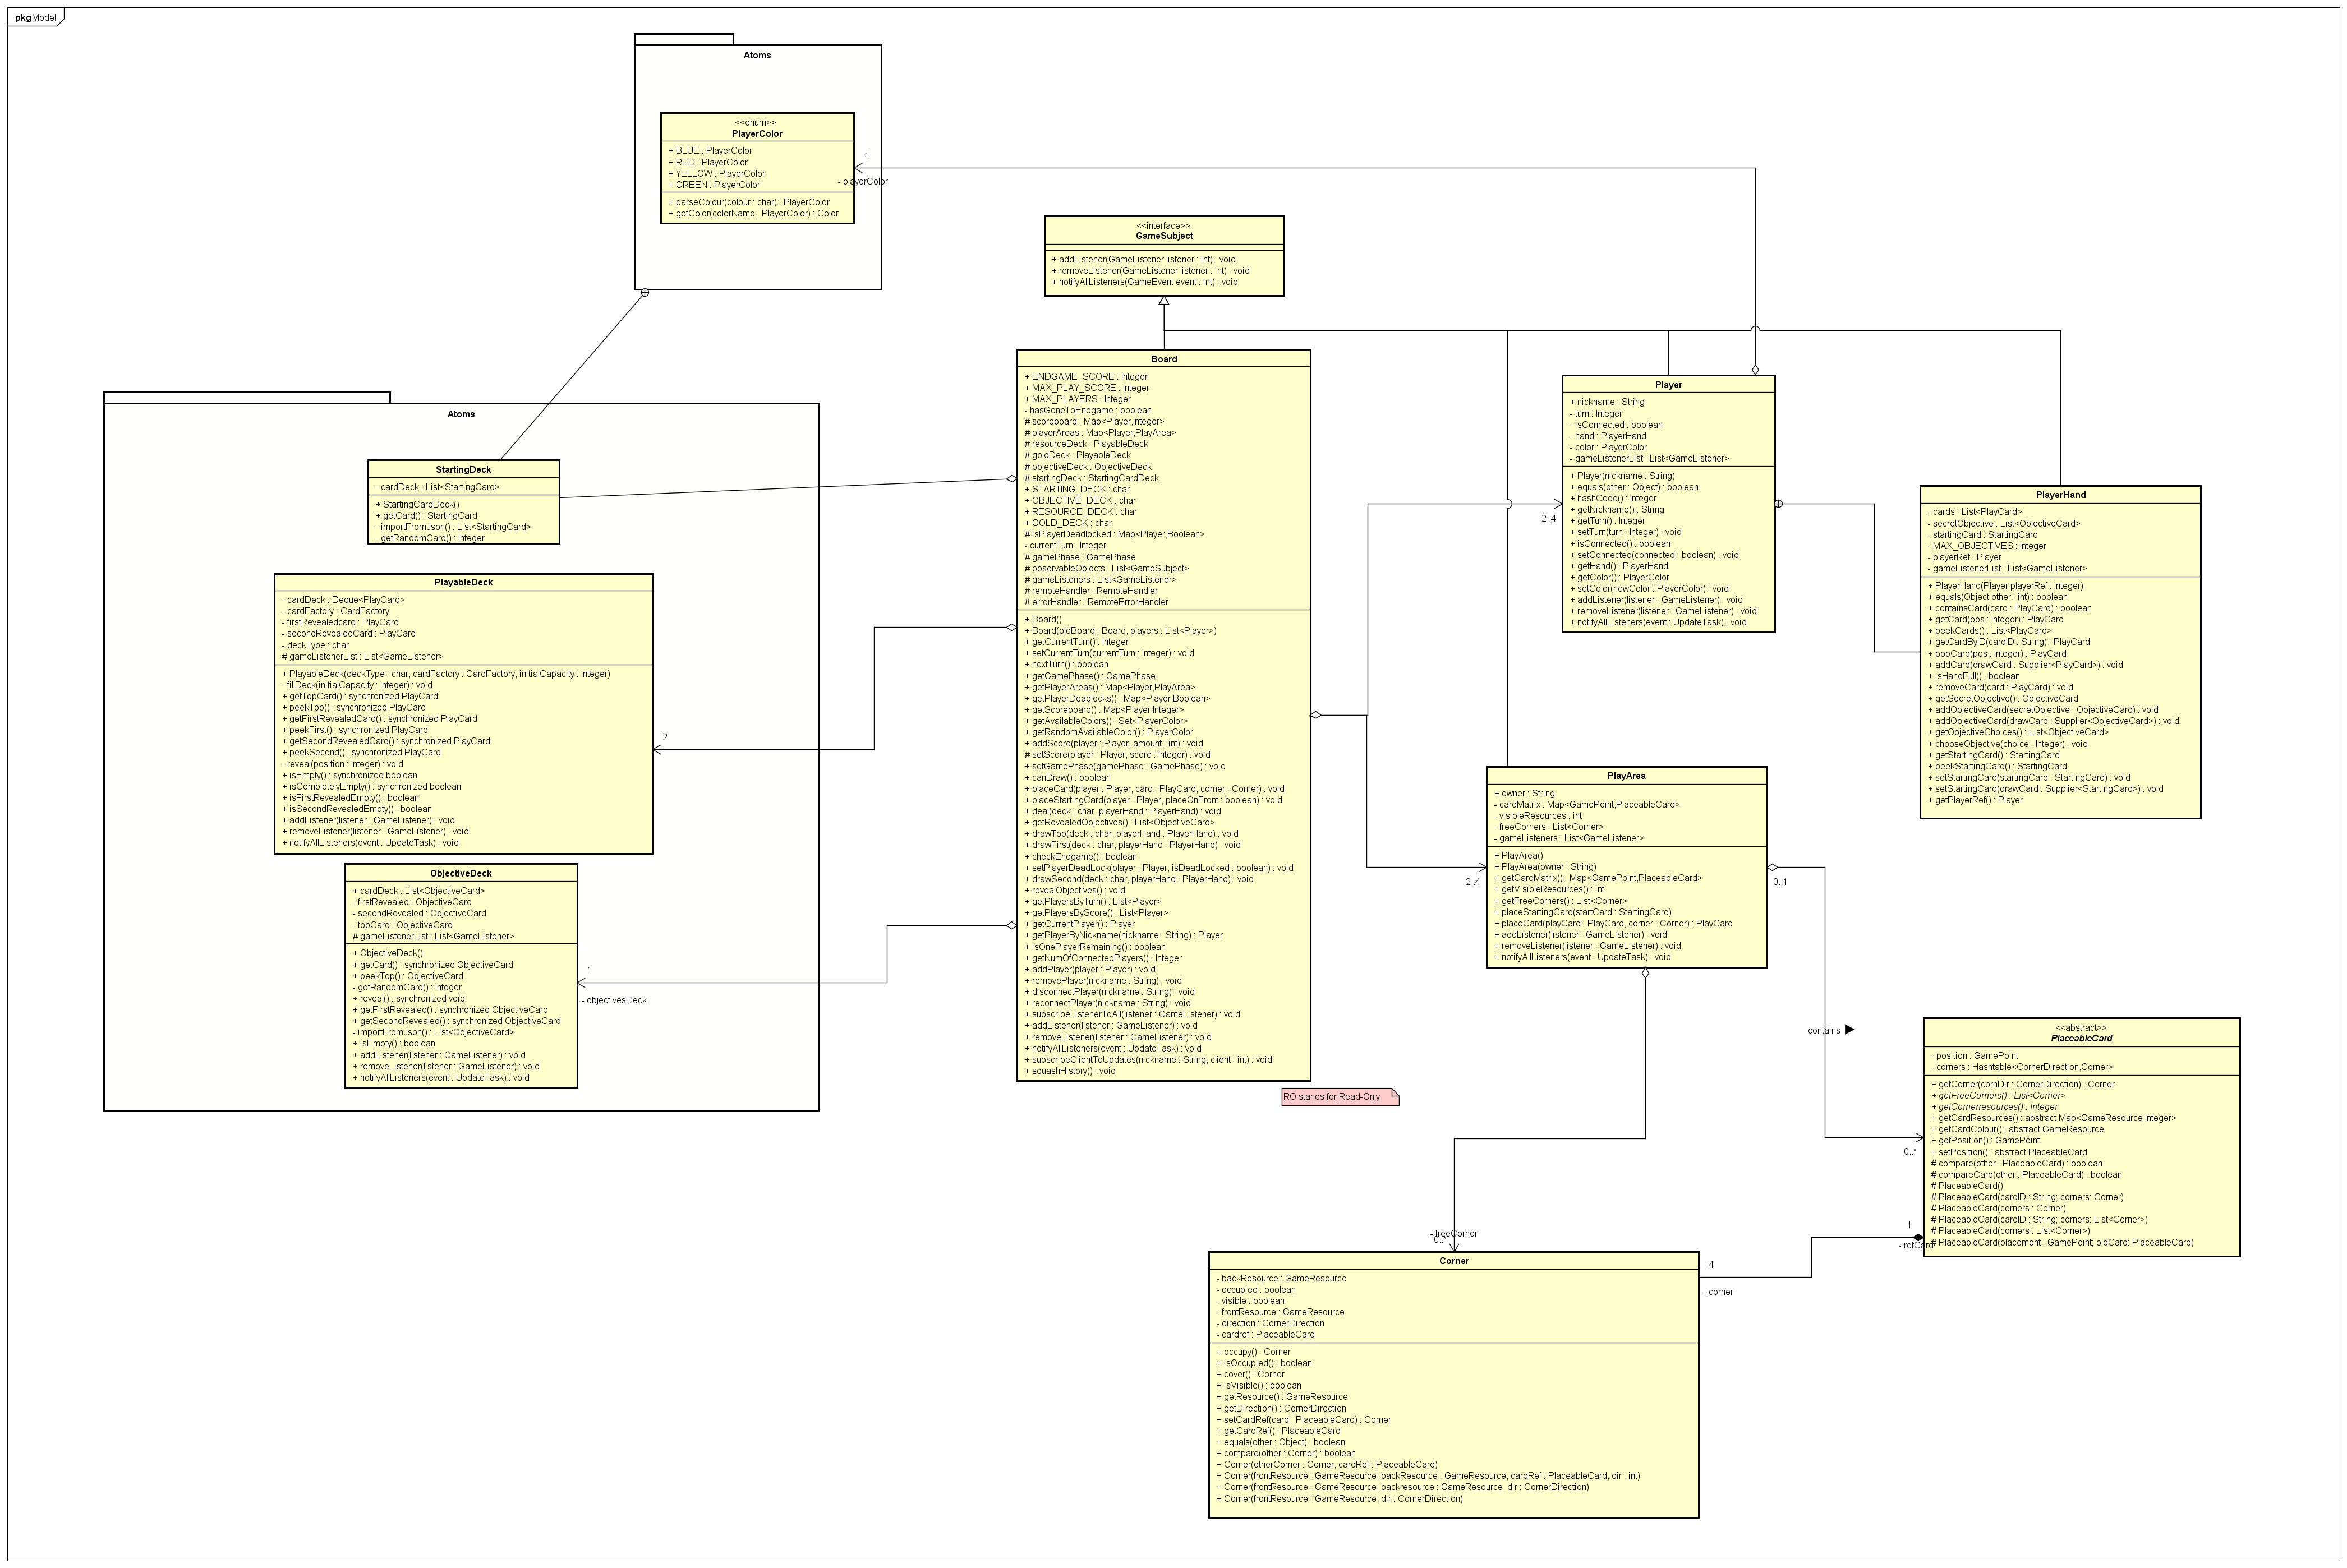 pkgModel
Atoms
<<enum>>
PlayerColor
+ BLUE : PlayerColor
+ RED : PlayerColor
+ YELLOW : PlayerColor
+ GREEN : PlayerColor
+ parseColour(colour : char) : PlayerColor
+ getColor(colorName : PlayerColor) : Color
1
- playerColor
<<interface>>
GameSubject
+ addListener(GameListener listener : int) : void
+ removeListener(GameListener listener : int) : void
+ notifyAllListeners(GameEvent event : int) : void
Atoms
StartingDeck
- cardDeck : List<StartingCard>
+ StartingCardDeck()
+ getCard() : StartingCard
- importFromJson() : List<StartingCard>
- getRandomCard() : Integer
PlayableDeck
- cardDeck : Deque<PlayCard>
- cardFactory : CardFactory
- firstRevealedcard : PlayCard
- secondRevealedCard : PlayCard
- deckType : char
# gameListenerList : List<GameListener>
+ PlayableDeck(deckType : char, cardFactory : CardFactory, initialCapacity : Integer)
- fillDeck(initialCapacity : Integer) : void
+ getTopCard() : synchronized PlayCard
+ peekTop() : synchronized PlayCard
+ getFirstRevealedCard() : synchronized PlayCard
+ peekFirst() : synchronized PlayCard
+ getSecondRevealedCard() : synchronized PlayCard
+ peekSecond() : synchronized PlayCard
- reveal(position : Integer) : void
+ isEmpty() : synchronized boolean
+ isCompletelyEmpty() : synchronized boolean
+ isFirstRevealedEmpty() : boolean
+ isSecondRevealedEmpty() : boolean
+ addListener(listener : GameListener) : void
+ removeListener(listener : GameListener) : void
+ notifyAllListeners(event : UpdateTask) : void
2
ObjectiveDeck
+ cardDeck : List<ObjectiveCard>
- firstRevealed : ObjectiveCard
- secondRevealed : ObjectiveCard
- topCard : ObjectiveCard
# gameListenerList : List<GameListener>
+ ObjectiveDeck()
+ getCard() : synchronized ObjectiveCard
+ peekTop() : ObjectiveCard
- getRandomCard() : Integer
+ reveal() : synchronized void
+ getFirstRevealed() : synchronized ObjectiveCard
+ getSecondRevealed() : synchronized ObjectiveCard
- importFromJson() : List<ObjectiveCard>
+ isEmpty() : boolean
+ addListener(listener : GameListener) : void
+ removeListener(listener : GameListener) : void
+ notifyAllListeners(event : UpdateTask) : void
1
- objectivesDeck
Board
+ ENDGAME_SCORE : Integer
+ MAX_PLAY_SCORE : Integer
+ MAX_PLAYERS : Integer
- hasGoneToEndgame : boolean
# scoreboard : Map<Player,Integer>
# playerAreas : Map<Player,PlayArea>
# resourceDeck : PlayableDeck
# goldDeck : PlayableDeck
# objectiveDeck : ObjectiveDeck
# startingDeck : StartingCardDeck
+ STARTING_DECK : char
+ OBJECTIVE_DECK : char
+ RESOURCE_DECK : char
+ GOLD_DECK : char
# isPlayerDeadlocked : Map<Player,Boolean>
- currentTurn : Integer
# gamePhase : GamePhase
# observableObjects : List<GameSubject>
# gameListeners : List<GameListener>
# remoteHandler : RemoteHandler
# errorHandler : RemoteErrorHandler
+ Board()
+ Board(oldBoard : Board, players : List<Player>)
+ getCurrentTurn() : Integer
+ setCurrentTurn(currentTurn : Integer) : void
+ nextTurn() : boolean
+ getGamePhase() : GamePhase
+ getPlayerAreas() : Map<Player,PlayArea>
+ getPlayerDeadlocks() : Map<Player,Boolean>
+ getScoreboard() : Map<Player,Integer>
+ getAvailableColors() : Set<PlayerColor>
+ getRandomAvailableColor() : PlayerColor
+ addScore(player : Player, amount : int) : void
# setScore(player : Player, score : Integer) : void
+ setGamePhase(gamePhase : GamePhase) : void
+ canDraw() : boolean
+ placeCard(player : Player, card : PlayCard, corner : Corner) : void
+ placeStartingCard(player : Player, placeOnFront : boolean) : void
+ deal(deck : char, playerHand : PlayerHand) : void
+ getRevealedObjectives() : List<ObjectiveCard>
+ drawTop(deck : char, playerHand : PlayerHand) : void
+ drawFirst(deck : char, playerHand : PlayerHand) : void
+ checkEndgame() : boolean
+ setPlayerDeadLock(player : Player, isDeadLocked : boolean) : void
+ drawSecond(deck : char, playerHand : PlayerHand) : void
+ revealObjectives() : void
+ getPlayersByTurn() : List<Player>
+ getPlayersByScore() : List<Player>
+ getCurrentPlayer() : Player
+ getPlayerByNickname(nickname : String) : Player
+ isOnePlayerRemaining() : boolean
+ getNumOfConnectedPlayers() : Integer
+ addPlayer(player : Player) : void
+ removePlayer(nickname : String) : void
+ disconnectPlayer(nickname : String) : void
+ reconnectPlayer(nickname : String) : void
+ subscribeListenerToAll(listener : GameListener) : void
+ addListener(listener : GameListener) : void
+ removeListener(listener : GameListener) : void
+ notifyAllListeners(event : UpdateTask) : void
+ subscribeClientToUpdates(nickname : String, client : int) : void
+ squashHistory() : void
RO stands for Read-Only
Player
+ nickname : String
- turn : Integer
- isConnected : boolean
- hand : PlayerHand
- color : PlayerColor
- gameListenerList : List<GameListener>
+ Player(nickname : String)
+ equals(other : Object) : boolean
+ hashCode() : Integer
+ getNickname() : String
+ getTurn() : Integer
+ setTurn(turn : Integer) : void
+ isConnected() : boolean
+ setConnected(connected : boolean) : void
+ getHand() : PlayerHand
+ getColor() : PlayerColor
+ setColor(newColor : PlayerColor) : void
+ addListener(listener : GameListener) : void
+ removeListener(listener : GameListener) : void
+ notifyAllListeners(event : UpdateTask) : void
2..4
PlayerHand
- cards : List<PlayCard>
- secretObjective : List<ObjectiveCard>
- startingCard : StartingCard
- MAX_OBJECTIVES : Integer
- playerRef : Player
- gameListenerList : List<GameListener>
+ PlayerHand(Player playerRef : Integer)
+ equals(Object other : int) : boolean
+ containsCard(card : PlayCard) : boolean
+ getCard(pos : Integer) : PlayCard
+ peekCards() : List<PlayCard>
+ getCardByID(cardID : String) : PlayCard
+ popCard(pos : Integer) : PlayCard
+ addCard(drawCard : Supplier<PlayCard>) : void
+ isHandFull() : boolean
+ removeCard(card : PlayCard) : void
+ getSecretObjective() : ObjectiveCard
+ addObjectiveCard(secretObjective : ObjectiveCard) : void
+ addObjectiveCard(drawCard : Supplier<ObjectiveCard>) : void
+ getObjectiveChoices() : List<ObjectiveCard>
+ chooseObjective(choice : Integer) : void
+ getStartingCard() : StartingCard
+ peekStartingCard() : StartingCard
+ setStartingCard(startingCard : StartingCard) : void
+ setStartingCard(drawCard : Supplier<StartingCard>) : void
+ getPlayerRef() : Player
PlayArea
+ owner : String
- cardMatrix : Map<GamePoint,PlaceableCard>
- visibleResources : int
- freeCorners : List<Corner>
- gameListeners : List<GameListener>
+ PlayArea()
+ PlayArea(owner : String)
+ getCardMatrix() : Map<GamePoint,PlaceableCard>
+ getVisibleResources() : int
+ getFreeCorners() : List<Corner>
+ placeStartingCard(startCard : StartingCard)
+ placeCard(playCard : PlayCard, corner : Corner) : PlayCard
+ addListener(listener : GameListener) : void
+ removeListener(listener : GameListener) : void
+ notifyAllListeners(event : UpdateTask) : void
2..4
0..1
contains
<<abstract>>
PlaceableCard
- position : GamePoint
- corners : Hashtable<CornerDirection,Corner>
+ getCorner(cornDir : CornerDirection) : Corner
+ getFreeCorners() : List<Corner>
+ getCornerresources() : Integer
+ getCardResources() : abstract Map<GameResource,Integer>
+ getCardColour() : abstract GameResource
+ getPosition() : GamePoint
+ setPosition() : abstract PlaceableCard
# compare(other : PlaceableCard) : boolean
# compareCard(other : PlaceableCard) : boolean
# PlaceableCard()
# PlaceableCard(cardID : String; corners: Corner)
# PlaceableCard(corners : Corner)
# PlaceableCard(cardID : String; corners: List<Corner>)
# PlaceableCard(corners : List<Corner>)
# PlaceableCard(placement : GamePoint; oldCard: PlaceableCard)
0..*
1
- refCard
- freeCorner
0..*
4
- corner
Corner
- backResource : GameResource
- occupied : boolean
- visible : boolean
- frontResource : GameResource
- direction : CornerDirection
- cardref : PlaceableCard
+ occupy() : Corner
+ isOccupied() : boolean
+ cover() : Corner
+ isVisible() : boolean
+ getResource() : GameResource
+ getDirection() : CornerDirection
+ setCardRef(card : PlaceableCard) : Corner
+ getCardRef() : PlaceableCard
+ equals(other : Object) : boolean
+ compare(other : Corner) : boolean
+ Corner(otherCorner : Corner, cardRef : PlaceableCard)
+ Corner(frontResource : GameResource, backResource : GameResource, cardRef : PlaceableCard, dir : int)
+ Corner(frontResource : GameResource, backresource : GameResource, dir : CornerDirection)
+ Corner(frontResource : GameResource, dir : CornerDirection)